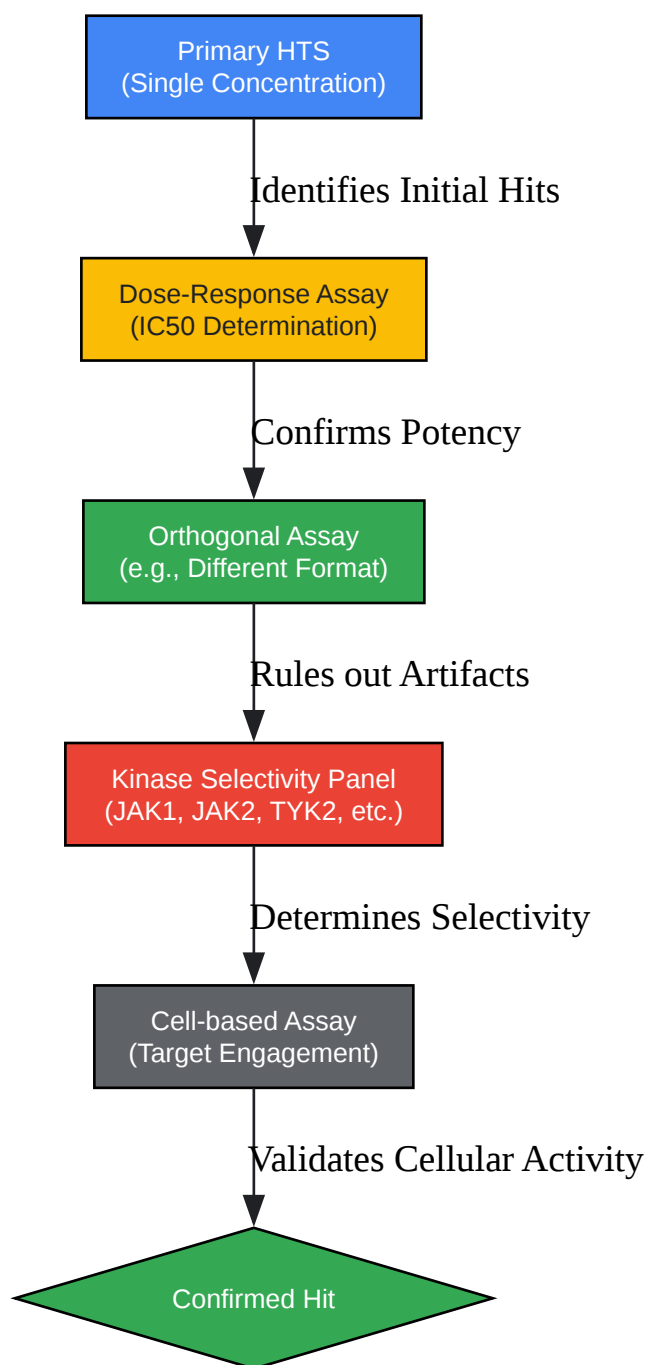 Primary HTS
(Single Concentration)
Identifies Initial Hits
Dose-Response Assay
(IC50 Determination)
Confirms Potency
Orthogonal Assay
(e.g., Different Format)
Rules out Artifacts
Kinase Selectivity Panel
(JAK1, JAK2, TYK2, etc.)
Determines Selectivity
Cell-based Assay
(Target Engagement)
Validates Cellular Activity
Confirmed Hit